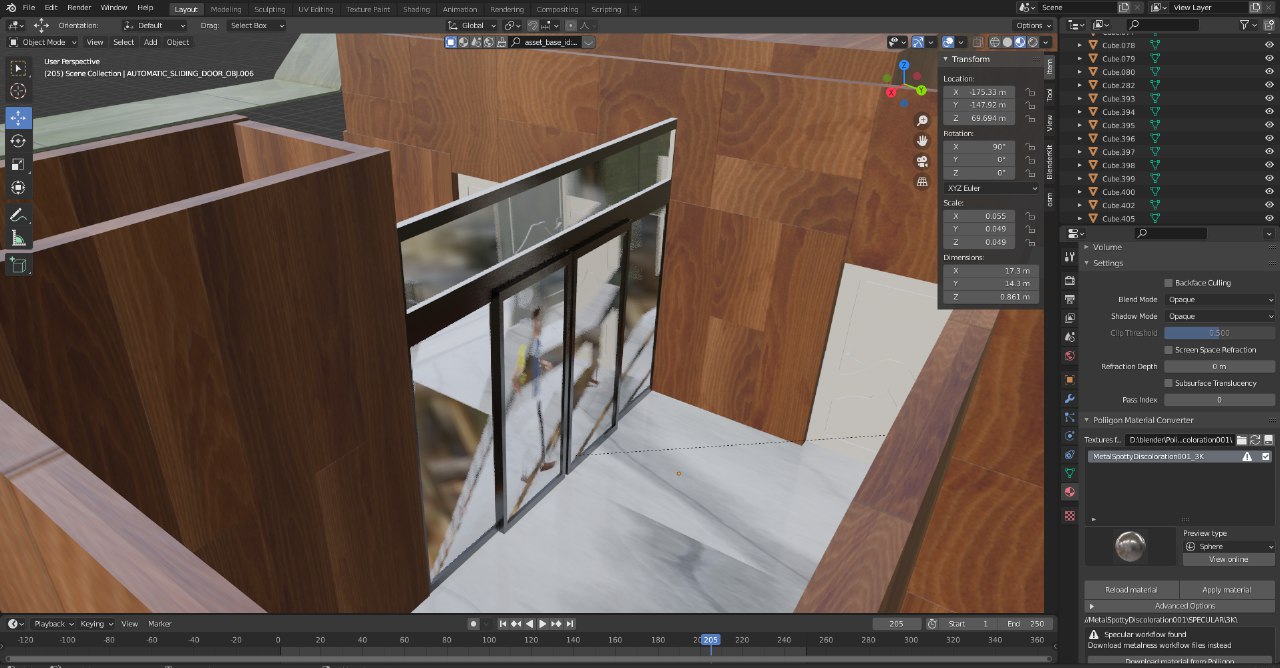 File Edit Render Window Help Layout Modeling Sculpting UV Editing Texture Paint Shading Animation Rendering Compositing Scripting + Scene View Layer
Orientation: Default Drag: Select Box Global Options
Object Mode View Select Add Object asset_base_id:...
User Perspective
(205) Scene Collection | AUTOMATIC_SLIDING_DOOR_OBJ.006
Transform
Location:
X -175.33 m
Y -147.92 m
Z 69.694 m
Rotation:
X 90°
Y 0°
Z 0°
XYZ Euler
Scale:
X 0.055
Y 0.049
Z 0.049
Dimensions:
X 17.3 m
Y 14.3 m
Z 0.861 m
Item
Tool
View
BlenderKit
osm
Z
Y
X
Cube.078
Cube.079
Cube.080
Cube.282
Cube.393
Cube.394
Cube.395
Cube.396
Cube.397
Cube.398
Cube.399
Cube.400
Cube.402
Cube.405
Volume
Settings
Backface Culling
Blend Mode Opaque
Shadow Mode Opaque
Clip Threshold 0.500
Screen Space Refraction
Refraction Depth 0 m
Subsurface Translucency
Pass Index 0
Poliigon Material Converter
Textures f.. D:\blender\Poli...coloration001\
MetalSpottyDiscoloration001_3K
Preview type
Sphere
View online
Reload material Apply material
Advanced Options
//MetalSpottyDiscoloration001\SPECULAR\3K\
Specular workflow found
Download metalness workflow files instead
Download material from Poliigon
Playback Keying View Marker 205 Start 1 End 250
-120 -100 -80 -60 -40 -20 0 20 40 60 80 100 120 140 160 180 200 205 220 240 260 280 300 320 340 360